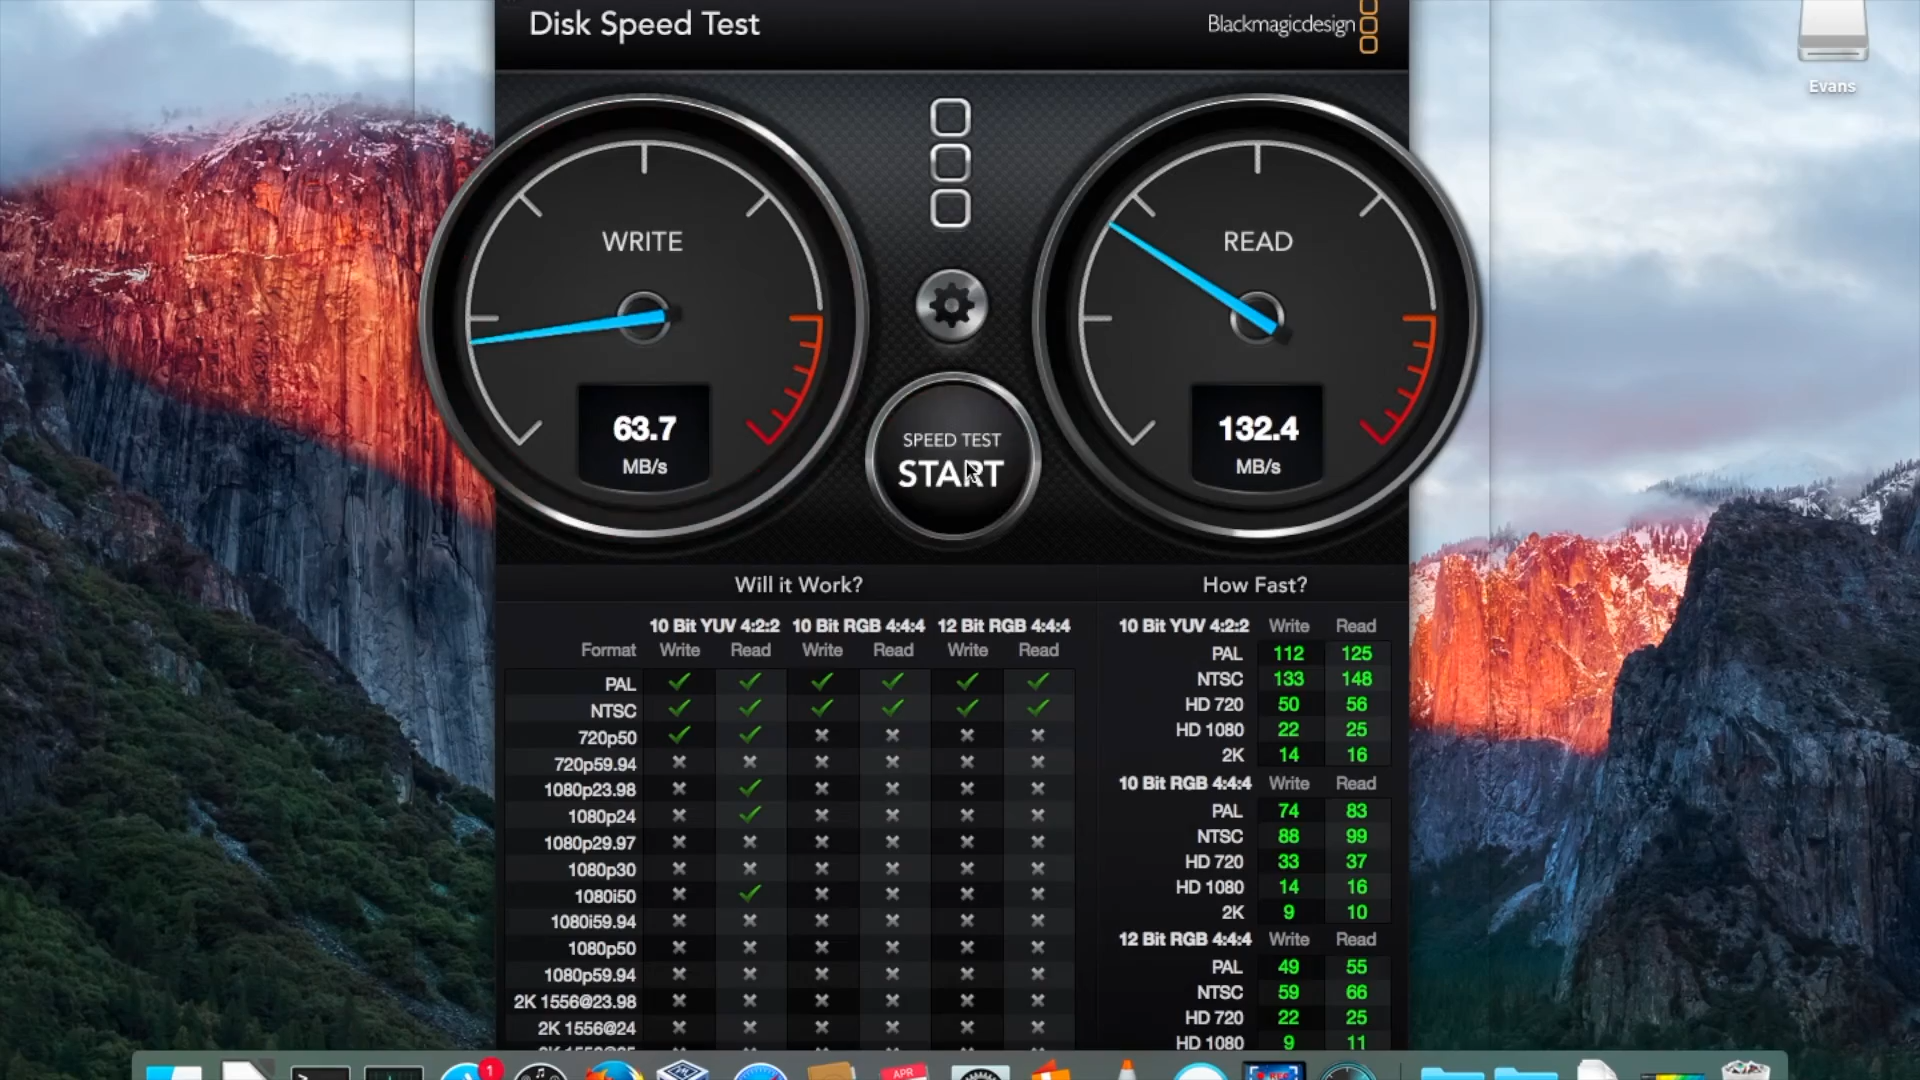 Disk Speed Test
Blackmagicdesign
Evans
WRITE
READ
63.7
MB/s
SPEED TEST
START
132.4
MB/s
Will it Work?
How Fast?
10 Bit YUV 4:2:2 10 Bit RGB 4:4:4 12 Bit RGB 4:4:4
Format Write Read Write Read Write Read
PAL
NTSC
720p50
720p59.94
1080p23.98
1080p24
1080p29.97
1080p30
1080i50
1080i59.94
1080p50
1080p59.94
2K 1556@23.98
2K 1556@24
10 Bit YUV 4:2:2 Write Read
PAL 112 125
NTSC 133 148
HD 720 50 56
HD 1080 22 25
2K 14 16
10 Bit RGB 4:4:4 Write Read
PAL 74 83
NTSC 88 99
HD 720 33 37
HD 1080 14 16
2K 9 10
12 Bit RGB 4:4:4 Write Read
PAL 49 55
NTSC 59 66
HD 720 22 25
HD 1080 9 11
1
APR